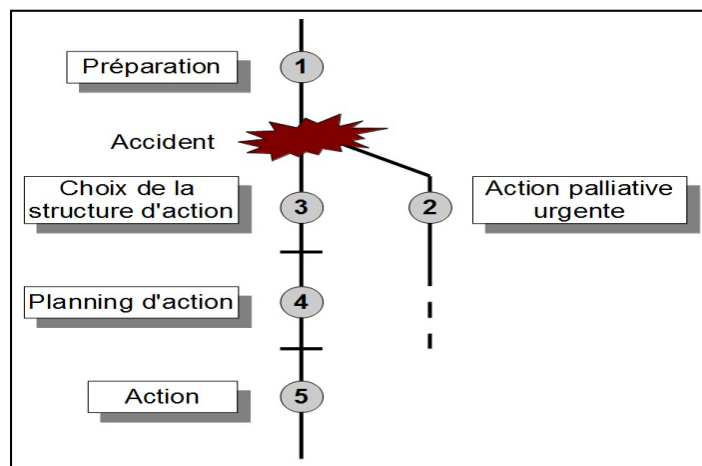 Préparation
1
Accident
Choix de la
structure d'action
3
2
Action palliative
urgente
Planning d'action
4
Action
5